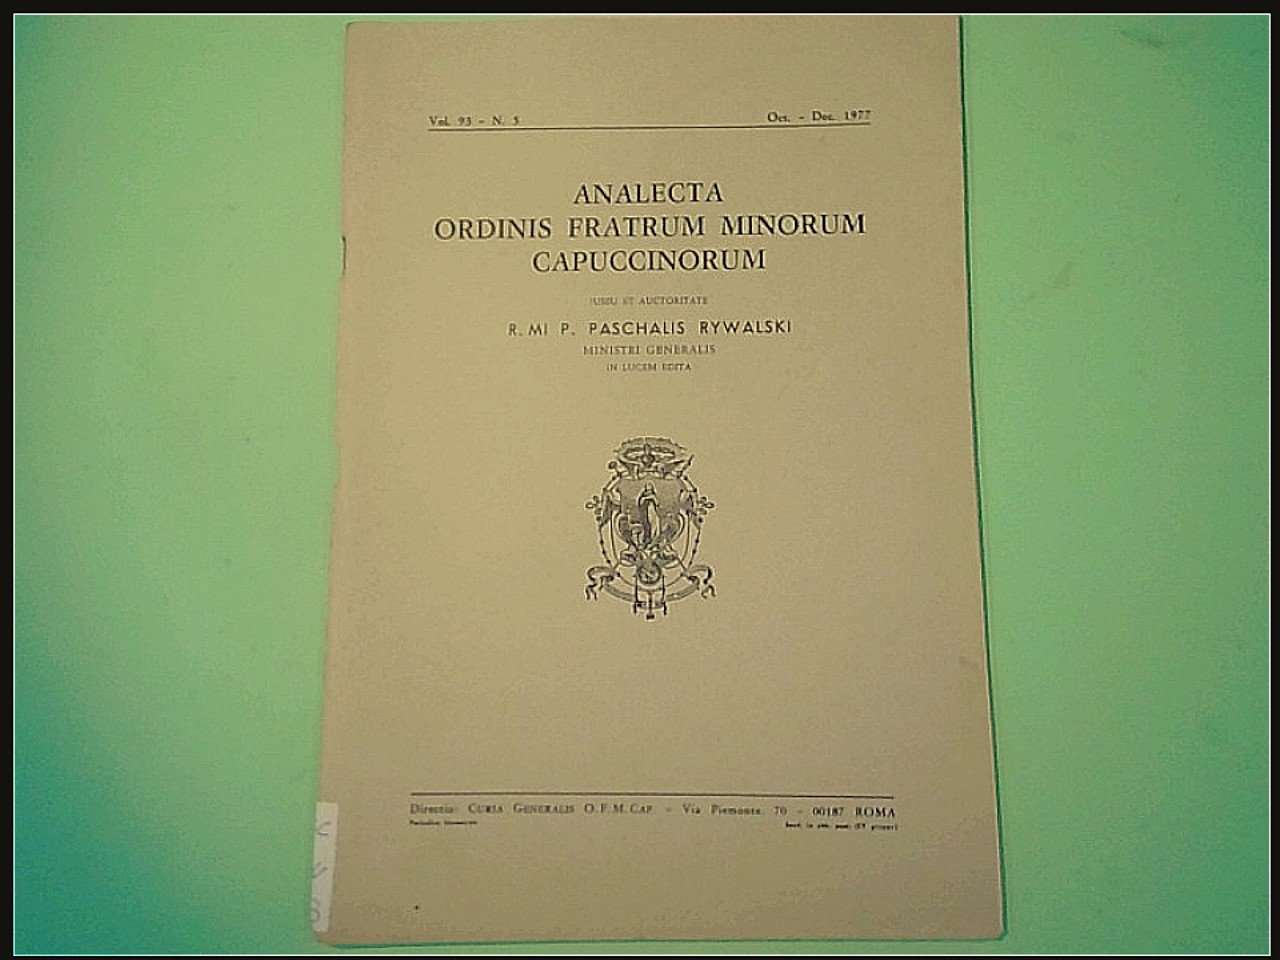 Vol. 93 - N. 5
Oct. - Dec. 1977
ANALECTA
ORDINIS FRATRUM MINORUM
CAPUCCINORUM
IUSSU ET AUCTORITATE
R. MI P. PASCHALIS RYWALSKI
MINISTRI GENERALIS
IN LUCEM EDITA
Directio: CURIA GENERALIS O. F. M. CAP. - Via Piemonte, 70 - 00187 ROMA